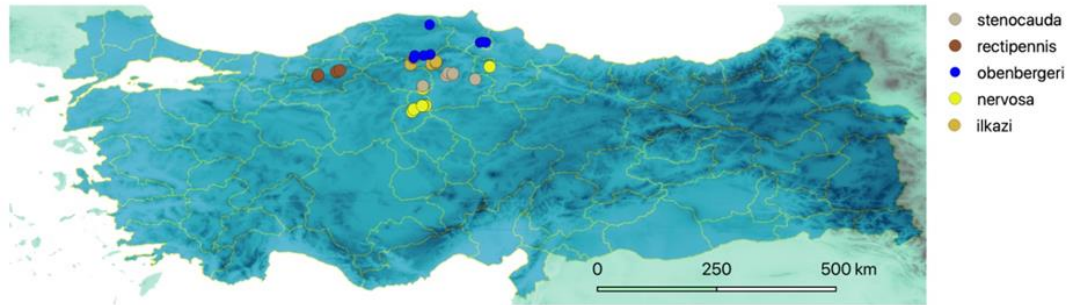 stenocauda
rectipennis
obenbergeri
nervosa
ilkazi
0 250 500 km